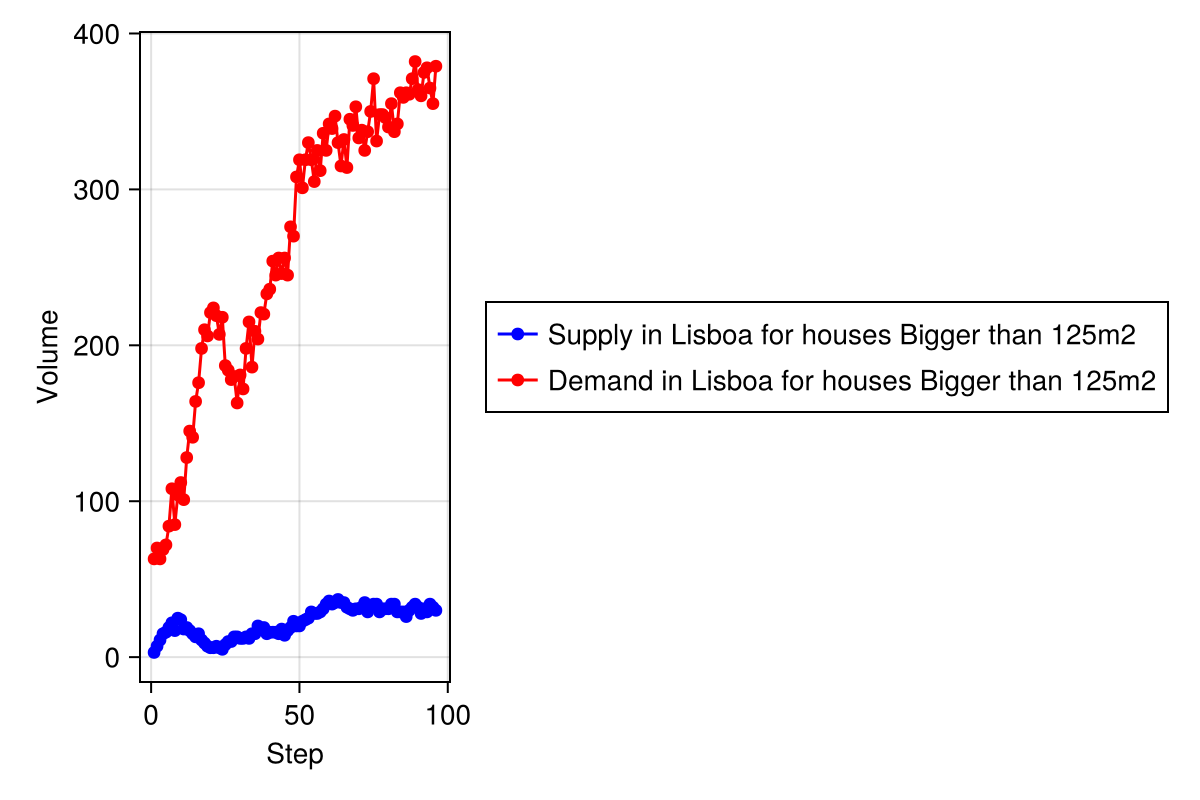 400
300
200
100
0
Volume
0 50 100
Step
Supply in Lisboa for houses Bigger than 125m2
Demand in Lisboa for houses Bigger than 125m2